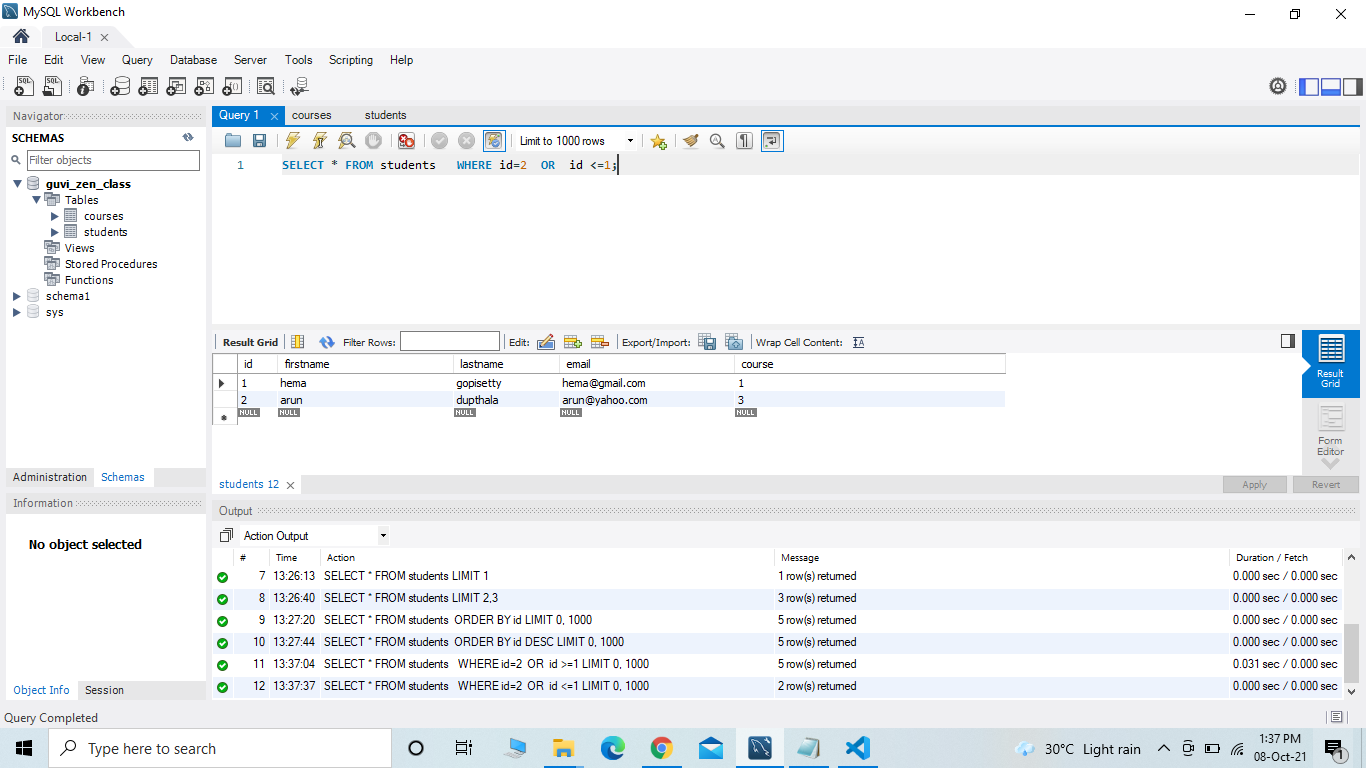 MySQL Workbench
Local-1
File Edit View Query Database Server Tools Scripting Help
Navigator
SCHEMAS
Filter objects
guvi_zen_class
Tables
courses
students
Views
Stored Procedures
Functions
schema1
sys
Administration Schemas
Information
No object selected
Object Info Session
Query 1 courses students
Limit to 1000 rows
1 SELECT * FROM students   WHERE id=2  OR  id <=1;
Result Grid Filter Rows: Edit: Export/Import: Wrap Cell Content:
id firstname lastname email course
1 hema gopisetty hema@gmail.com 1
2 arun dupthala arun@yahoo.com 3
NULL NULL NULL NULL NULL
Result
Grid
Form
Editor
students 12
Apply Revert
Output
Action Output
# Time Action Message Duration / Fetch
7 13:26:13 SELECT * FROM students LIMIT 1 1 row(s) returned 0.000 sec / 0.000 sec
8 13:26:40 SELECT * FROM students LIMIT 2,3 3 row(s) returned 0.000 sec / 0.000 sec
9 13:27:20 SELECT * FROM students  ORDER BY id LIMIT 0, 1000 5 row(s) returned 0.000 sec / 0.000 sec
10 13:27:44 SELECT * FROM students  ORDER BY id DESC LIMIT 0, 1000 5 row(s) returned 0.000 sec / 0.000 sec
11 13:37:04 SELECT * FROM students   WHERE id=2  OR  id >=1 LIMIT 0, 1000 5 row(s) returned 0.031 sec / 0.000 sec
12 13:37:37 SELECT * FROM students   WHERE id=2  OR  id <=1 LIMIT 0, 1000 2 row(s) returned 0.000 sec / 0.000 sec
Query Completed
Type here to search
30°C Light rain
1:37 PM
08-Oct-21
1